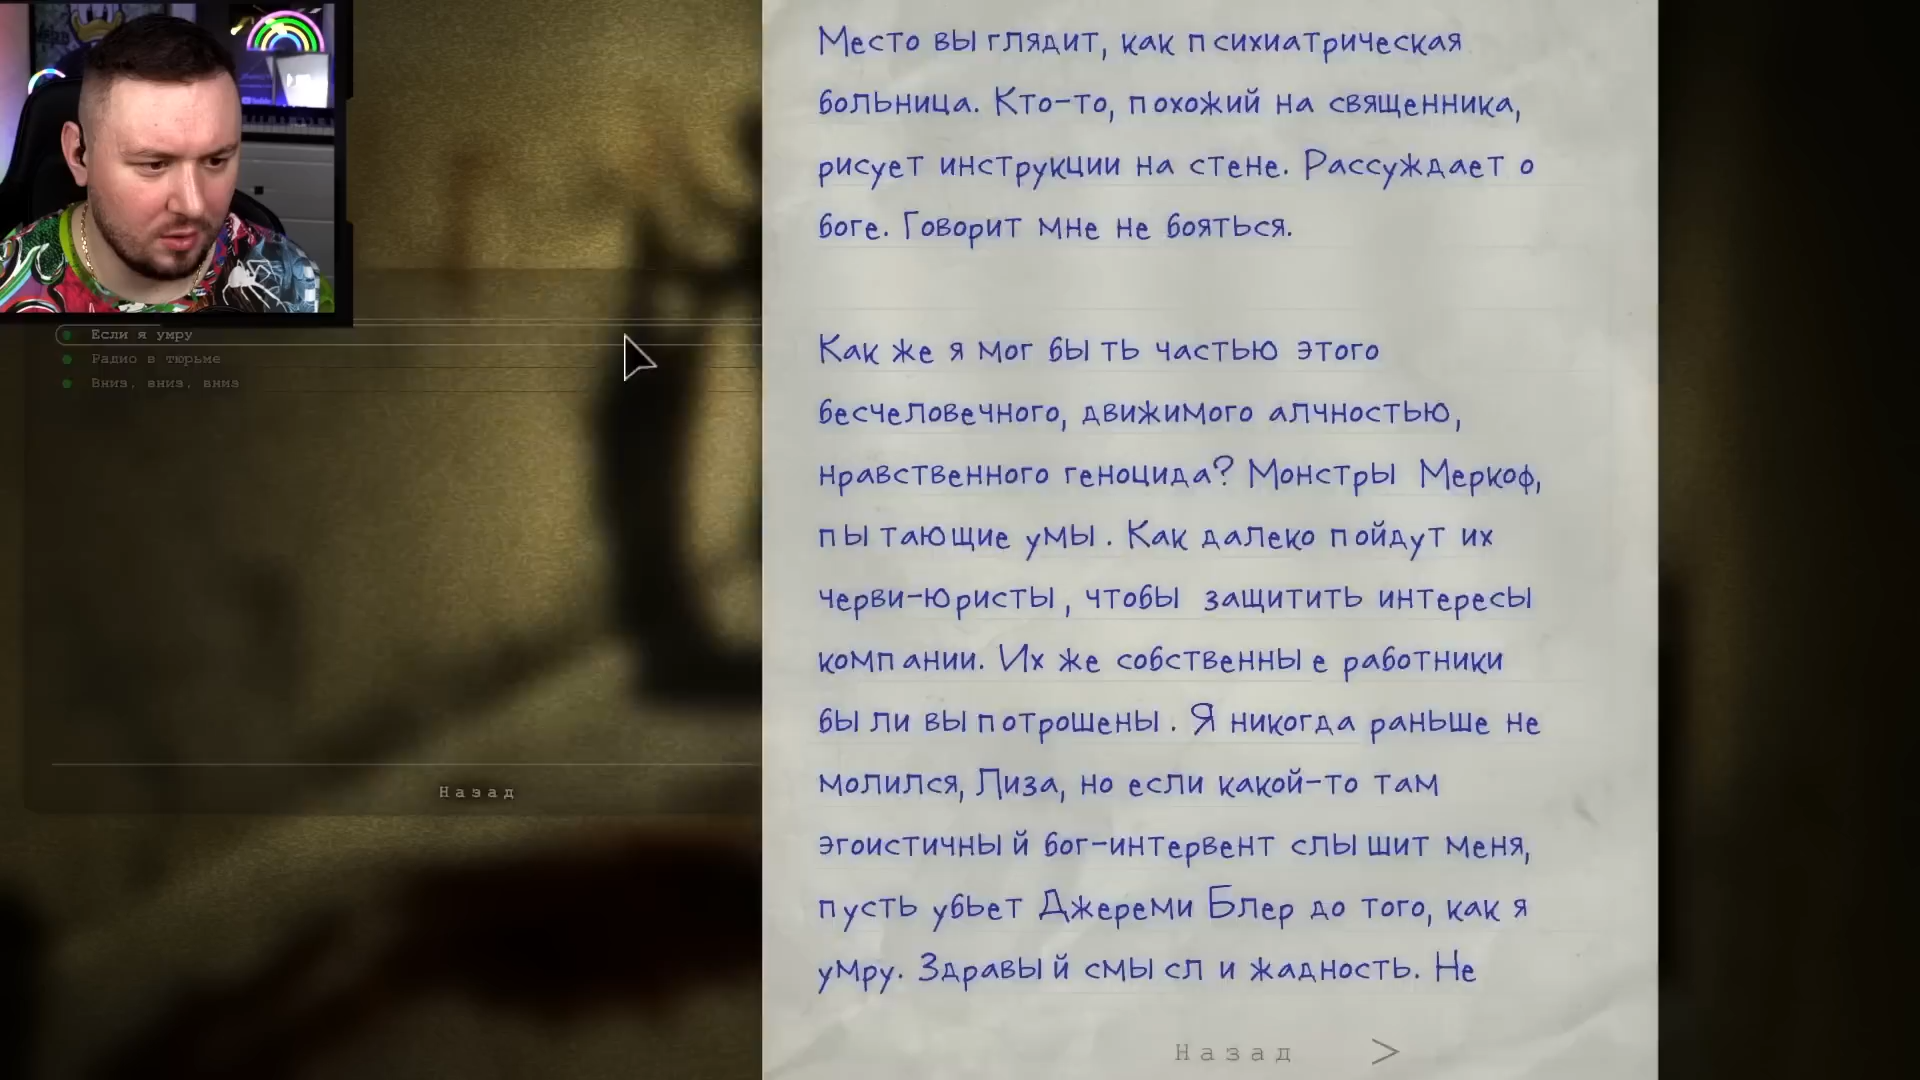 Если я умру
Радио в тюрьме
Вниз, вниз, вниз
Назад
Место выглядит, как психиатрическая
больница. Кто-то, похожий на священника,
рисует инструкции на стене. Рассуждает о
боге. Говорит мне не бояться.
Как же я мог быть частью этого
бесчеловечного, движимого алчностью,
нравственного геноцида? Монстры Меркоф,
пытающие умы. Как далеко пойдут их
черви-юристы, чтобы защитить интересы
компании. Их же собственные работники
были выпотрошены. Я никогда раньше не
молился, Лиза, но если какой-то там
эгоистичный бог-интервент слышит меня,
пусть убьет Джереми Блер до того, как я
умру. Здравый смысл и жадность. Не
Назад >